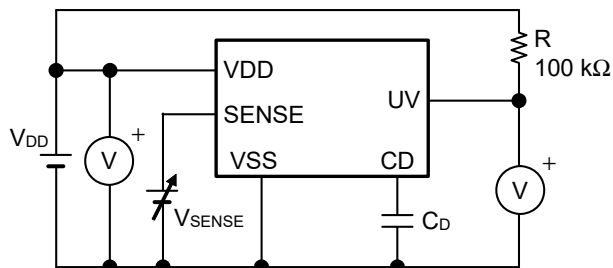 R
100 kΩ
VDD
UV
SENSE
VDD
V
+
VSS
CD
V
+
VSENSE
CD